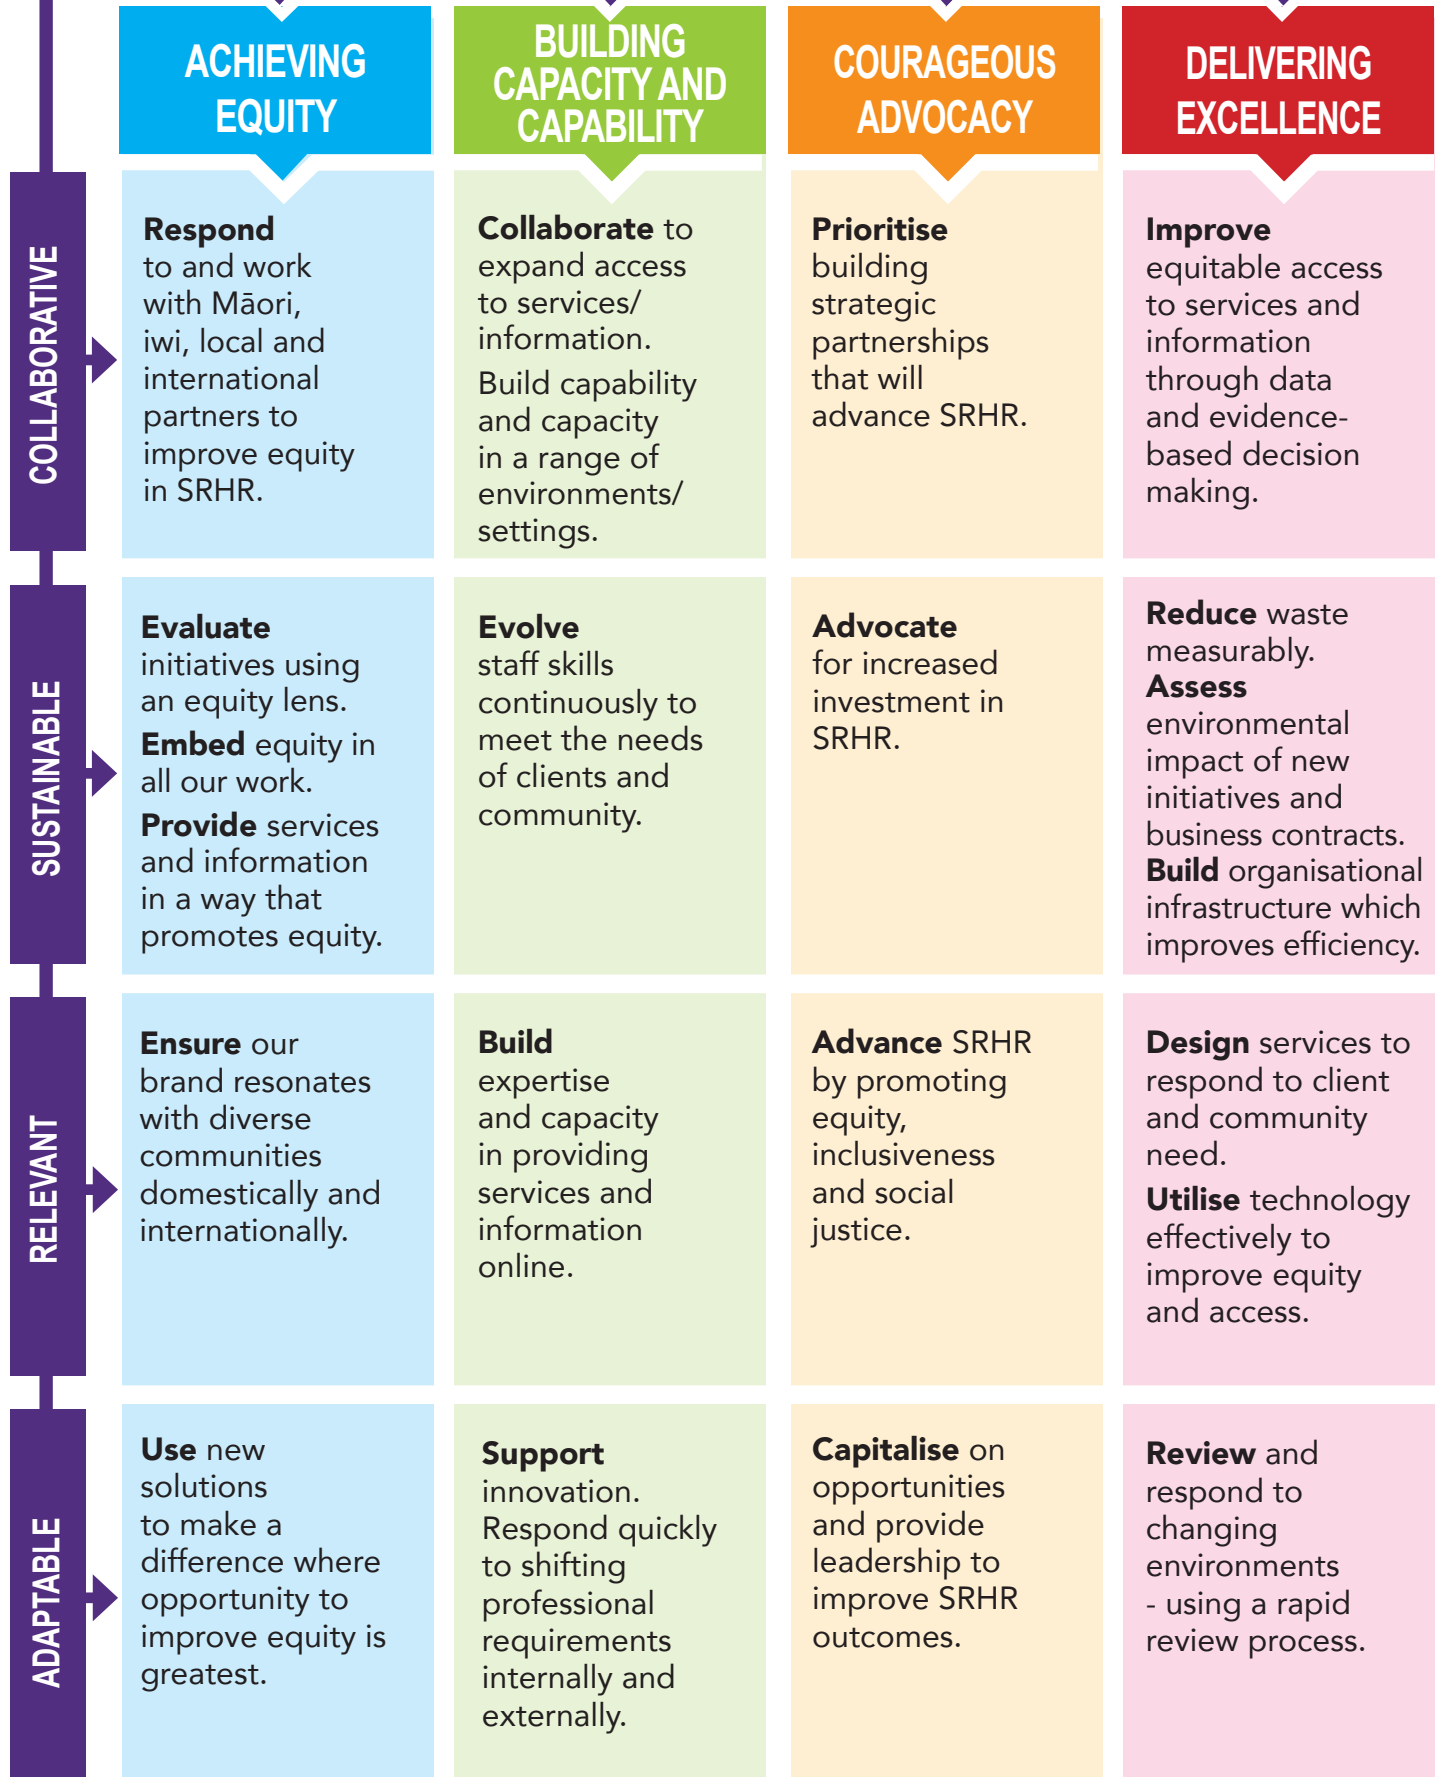 ACHIEVING
EQUITY
BUILDING
CAPACITY AND
CAPABILITY
COURAGEOUS
ADVOCACY
DELIVERING
EXCELLENCE
COLLABORATIVE
Respond
to and work
with Māori,
iwi, local and
international
partners to
improve equity
in SRHR.
Collaborate to
expand access
to services/
information.
Build capability
and capacity
in a range of
environments/
settings.
Prioritise
building
strategic
partnerships
that will
advance SRHR.
Improve
equitable access
to services and
information
through data
and evidence-
based decision
making.
SUSTAINABLE
Evaluate
initiatives using
an equity lens.
Embed equity in
all our work.
Provide services
and information
in a way that
promotes equity.
Evolve
staff skills
continuously to
meet the needs
of clients and
community.
Advocate
for increased
investment in
SRHR.
Reduce waste
measurably.
Assess
environmental
impact of new
initiatives and
business contracts.
Build organisational
infrastructure which
improves efficiency.
RELEVANT
Ensure our
brand resonates
with diverse
communities
domestically and
internationally.
Build
expertise
and capacity
in providing
services and
information
online.
Advance SRHR
by promoting
equity,
inclusiveness
and social
justice.
Design services to
respond to client
and community
need.
Utilise technology
effectively to
improve equity
and access.
ADAPTABLE
Use new
solutions
to make a
difference where
opportunity to
improve equity is
greatest.
Support
innovation.
Respond quickly
to shifting
professional
requirements
internally and
externally.
Capitalise on
opportunities
and provide
leadership to
improve SRHR
outcomes.
Review and
respond to
changing
environments
- using a rapid
review process.